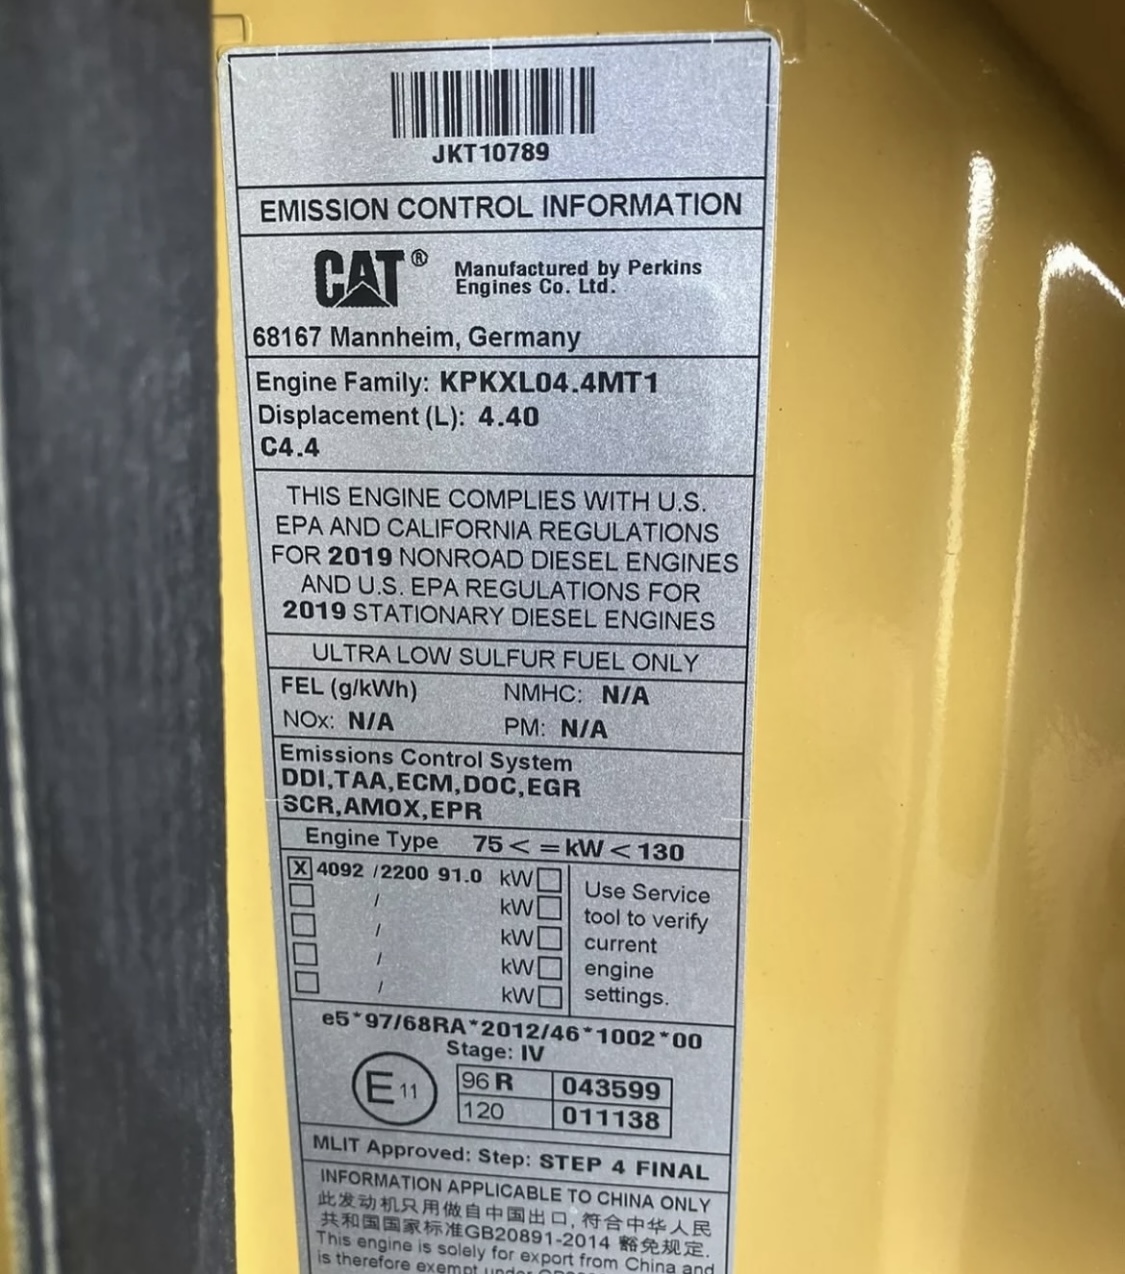 JKT10789
EMISSION CONTROL INFORMATION
CAT®
Manufactured by Perkins
Engines Co. Ltd.
68167 Mannheim, Germany
Engine Family: KPKXL04.4MT1
Displacement (L): 4.40
C4.4
THIS ENGINE COMPLIES WITH U.S.
EPA AND CALIFORNIA REGULATIONS
FOR 2019 NONROAD DIESEL ENGINES
AND U.S. EPA REGULATIONS FOR
2019 STATIONARY DIESEL ENGINES
ULTRA LOW SULFUR FUEL ONLY
FEL (g/kWh) NMHC: N/A
NOx: N/A PM: N/A
Emissions Control System
DDI,TAA,ECM,DOC,EGR
SCR,AMOX,EPR
Engine Type 75 < = kW < 130
X 4092 /2200 91.0 kW
/ kW
/ kW
/ kW
/ kW
Use Service
tool to verify
current
engine
settings.
e5*97/68RA*2012/46*1002*00
Stage: IV
E 11
96 R 043599
120 011138
MLIT Approved: Step: STEP 4 FINAL
INFORMATION APPLICABLE TO CHINA ONLY
此发动机只用做自中国出口, 符合中华人民
共和国国家标准GB20891-2014 豁免规定.
This engine is solely for export from China and
is therefore exempt under